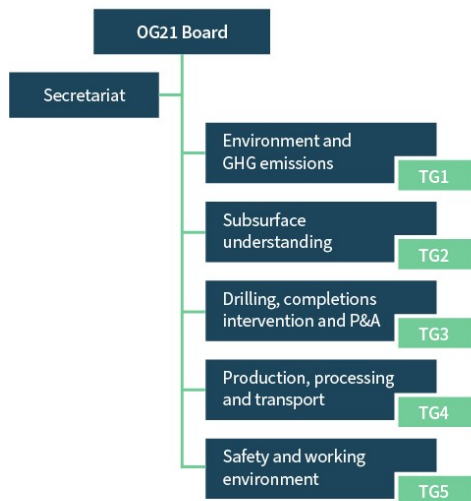 OG21 Board
Secretariat
Environment and
GHG emissions
TG1
Subsurface
understanding
TG2
Drilling, completions
intervention and P&A
TG3
Production, processing
and transport
TG4
Safety and working
environment
TG5